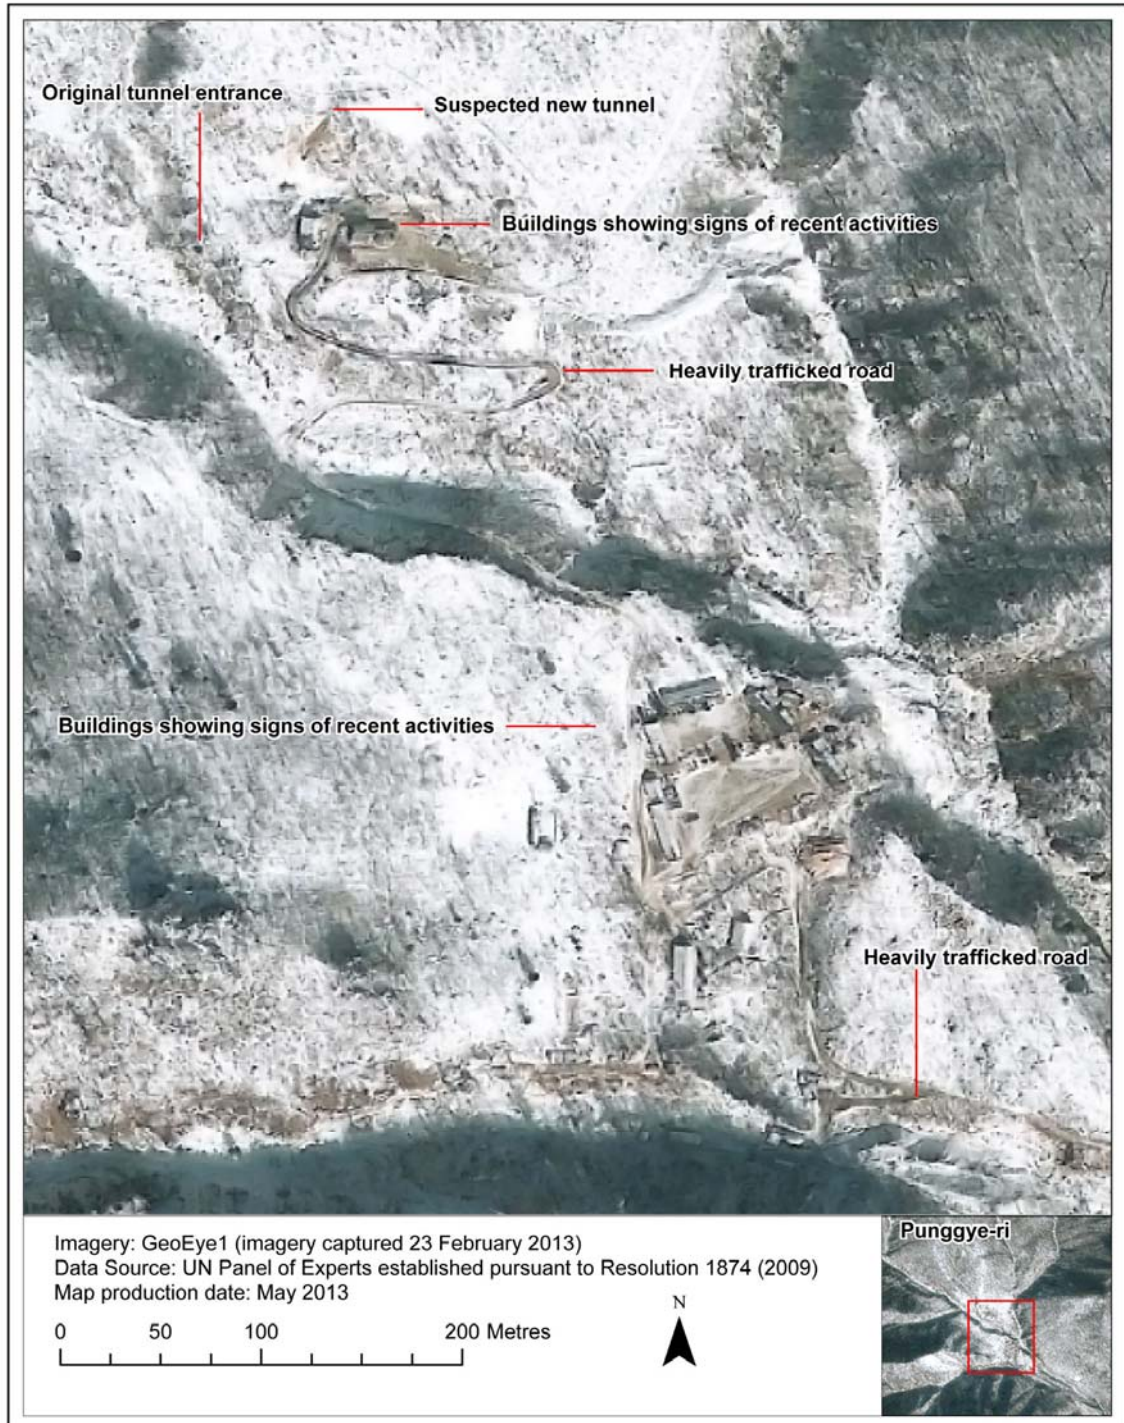 Original tunnel entrance
Suspected new tunnel
Buildings showing signs of recent activities
Heavily trafficked road
Buildings showing signs of recent activities
Heavily trafficked road
Imagery: GeoEye1 (imagery captured 23 February 2013)
Data Source: UN Panel of Experts established pursuant to Resolution 1874 (2009)
Map production date: May 2013
0 50 100 200 Metres
N
Punggye-ri